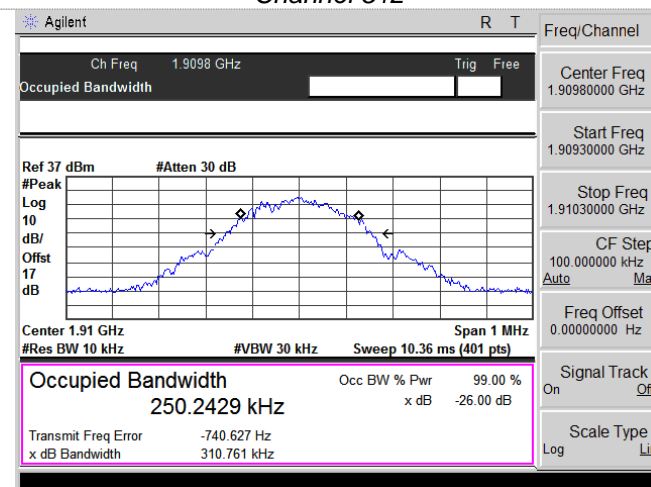 Agilent R T
Ch Freq 1.9098 GHz Trig Free
Occupied Bandwidth
Ref 37 dBm #Atten 30 dB
#Peak
Log
10
dB/
Offst
17
dB
Center 1.91 GHz Span 1 MHz
#Res BW 10 kHz #VBW 30 kHz Sweep 10.36 ms (401 pts)
Occupied Bandwidth Occ BW % Pwr 99.00 %
250.2429 kHz x dB -26.00 dB
Transmit Freq Error -740.627 Hz
x dB Bandwidth 310.761 kHz
Freq/Channel
Center Freq
1.90980000 GHz
Start Freq
1.90930000 GHz
Stop Freq
1.91030000 GHz
CF Step
100.000000 kHz
Auto Ma
Freq Offset
0.00000000 Hz
Signal Track
On Of
Scale Type
Log Li